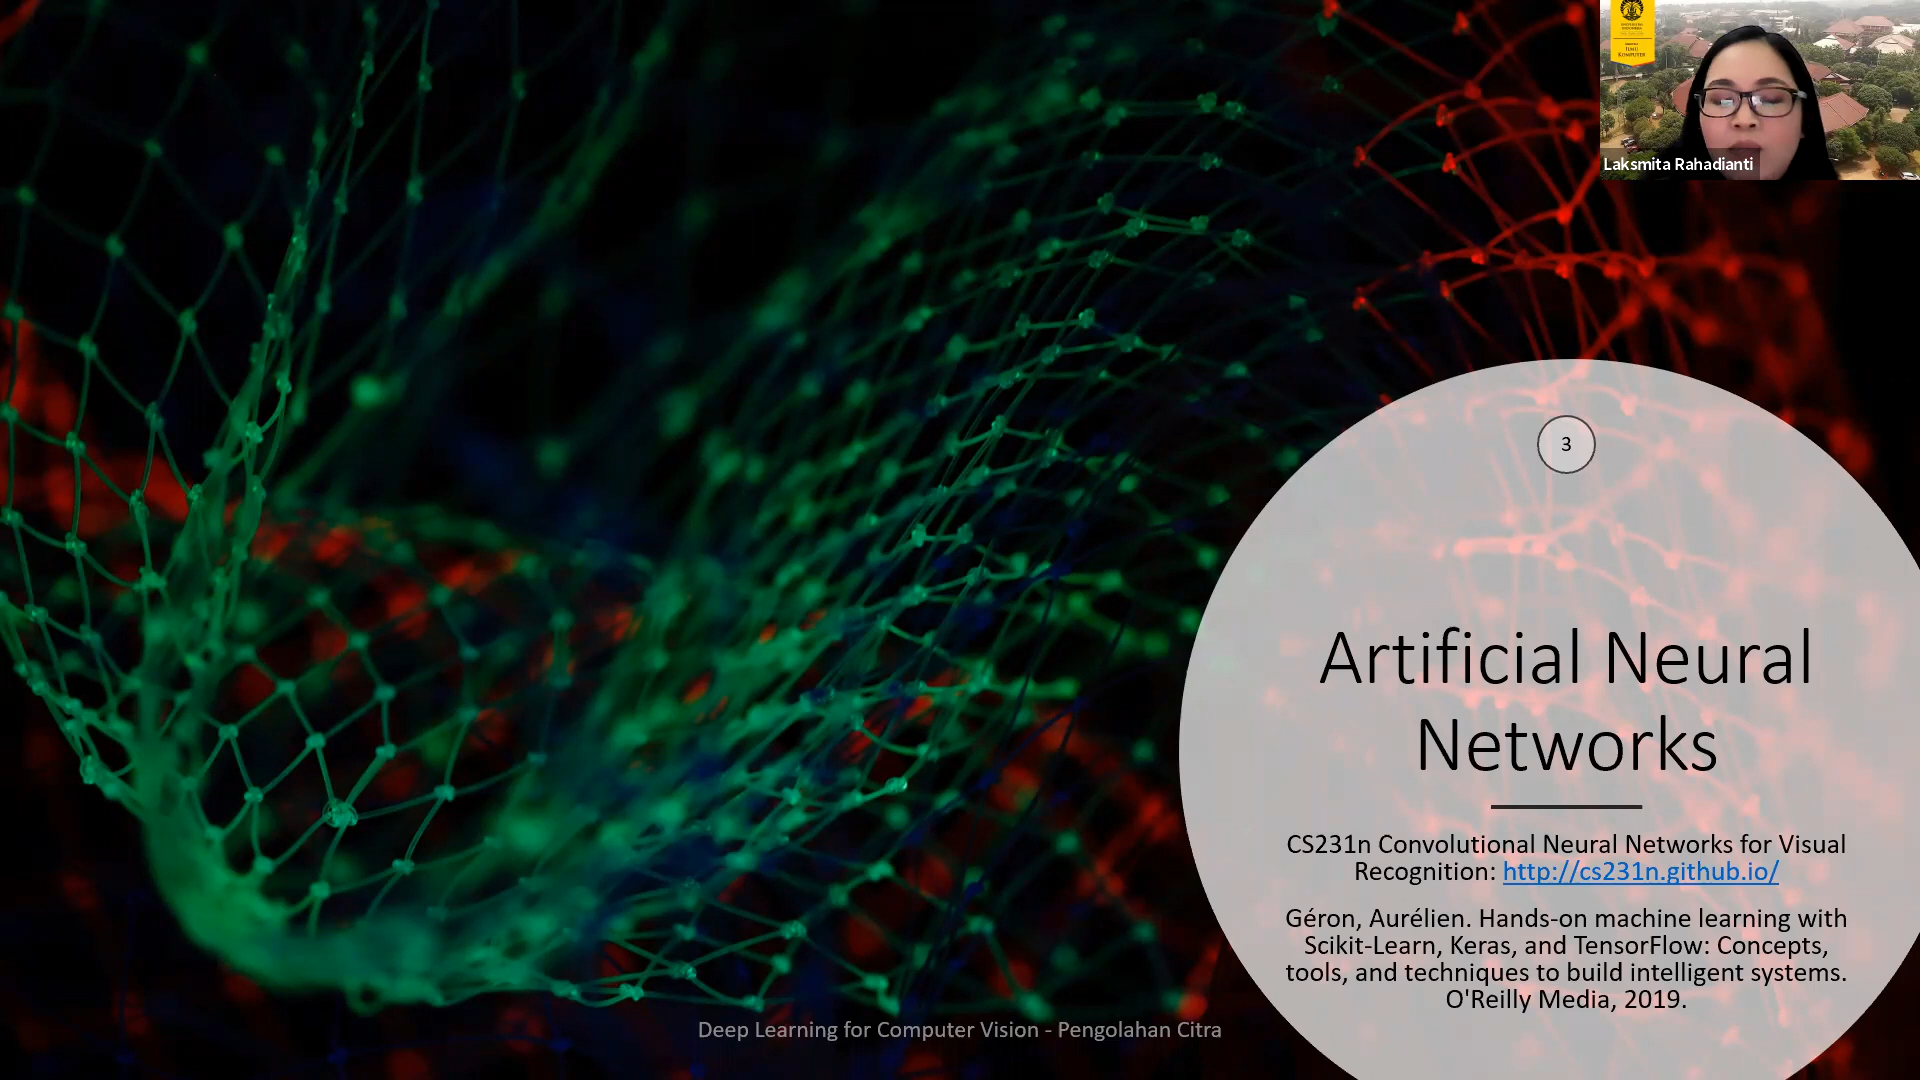 ILMU
KOMPUTER
Laksmita Rahadianti
3
Artificial Neural
Networks
CS231n Convolutional Neural Networks for Visual
Recognition: http://cs231n.github.io/
Géron, Aurélien. Hands-on machine learning with
Scikit-Learn, Keras, and TensorFlow: Concepts,
tools, and techniques to build intelligent systems.
O'Reilly Media, 2019.
Deep Learning for Computer Vision - Pengolahan Citra